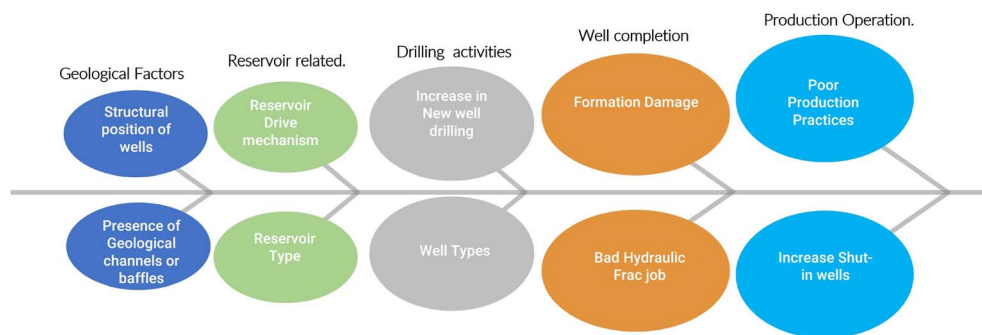 Geological Factors
Reservoir related.
Drilling activities
Well completion
Production Operation.
Structural
position of
wells
Reservoir
Drive
mechanism
Increase in
New well
drilling
Formation Damage
Poor
Production
Practices
Presence of
Geological
channels or
baffles
Reservoir
Type
Well Types
Bad Hydraulic
Frac job
Increase Shut-
in wells